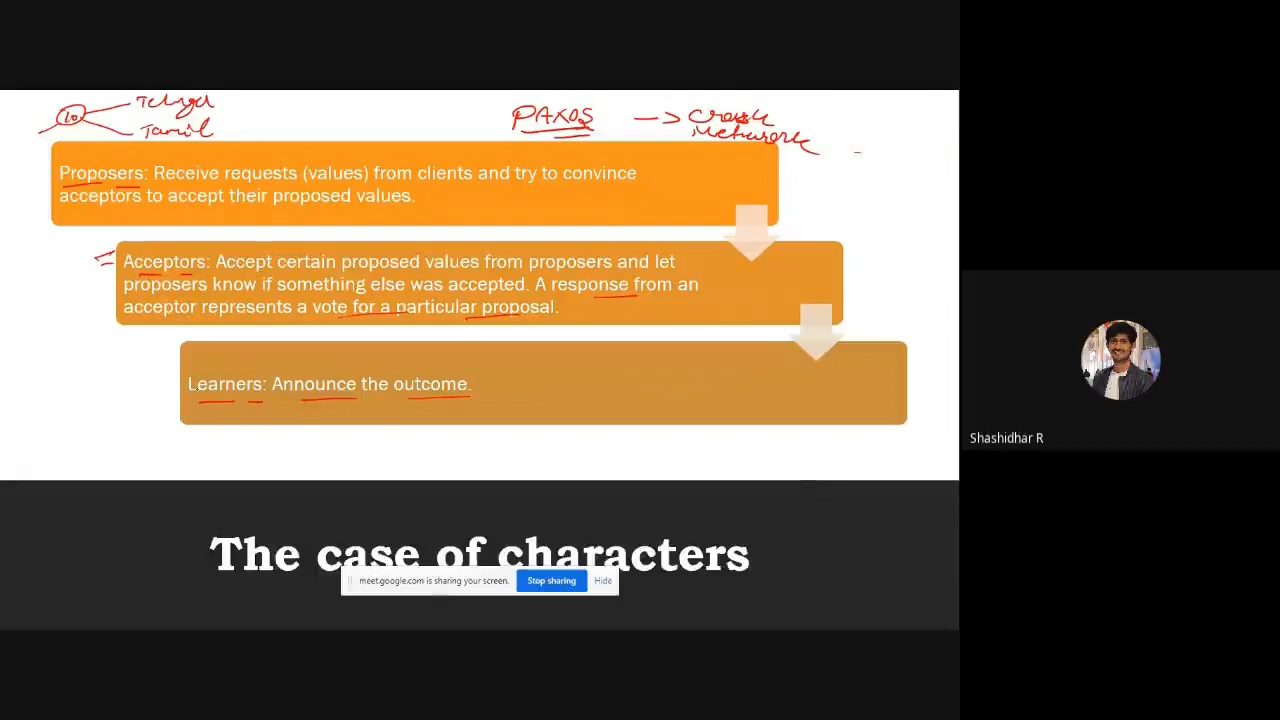 Telugu
10
Tamil
PAXOS → Crash
Network
Proposers: Receive requests (values) from clients and try to convince
acceptors to accept their proposed values.
Acceptors: Accept certain proposed values from proposers and let
proposers know if something else was accepted. A response from an
acceptor represents a vote for a particular proposal.
Learners: Announce the outcome.
Shashidhar R
The case of characters
meet.google.com is sharing your screen. Stop sharing Hide